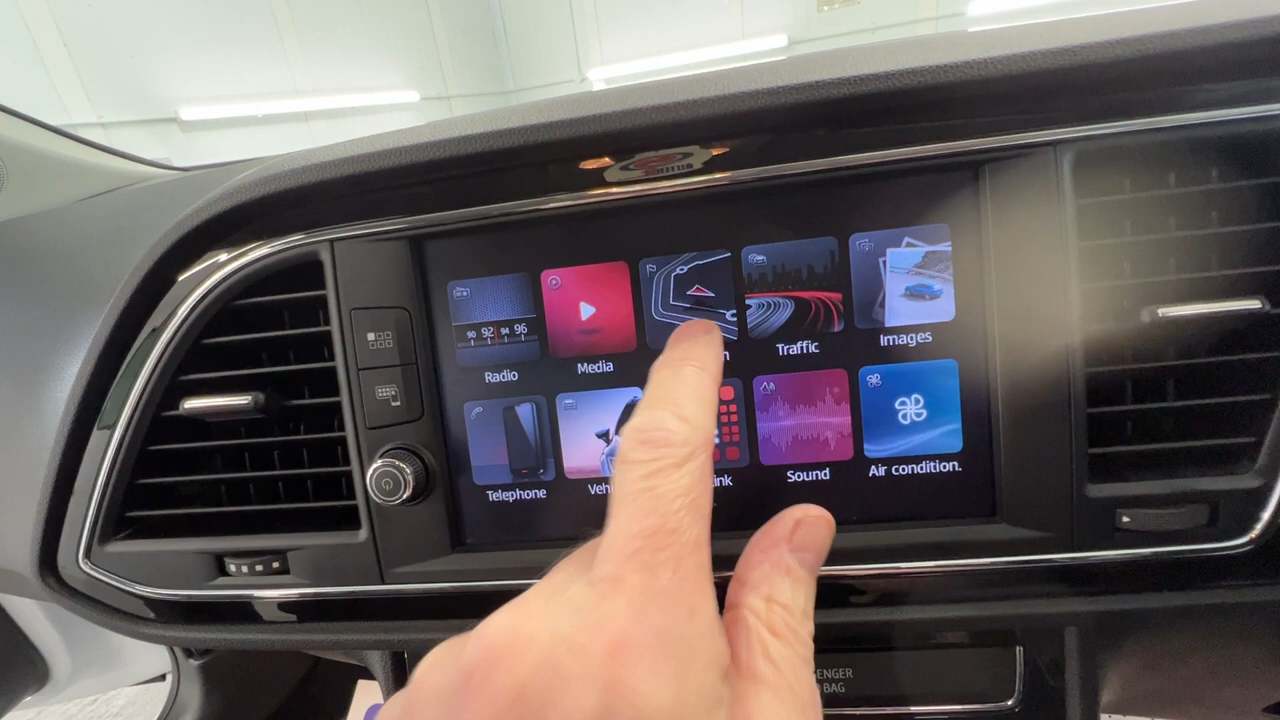 90 92 94 96
Radio
Media
Traffic
Images
Telephone
Sound
Air condition.